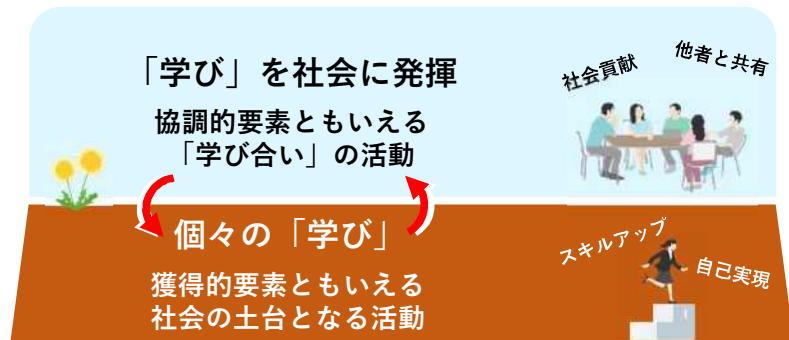 「学び」を社会に発揮
協調的要素ともいえる
「学び合い」の活動
社会貢献
他者と共有
個々の「学び」
獲得的要素ともいえる
社会の土台となる活動
スキルアップ
自己実現